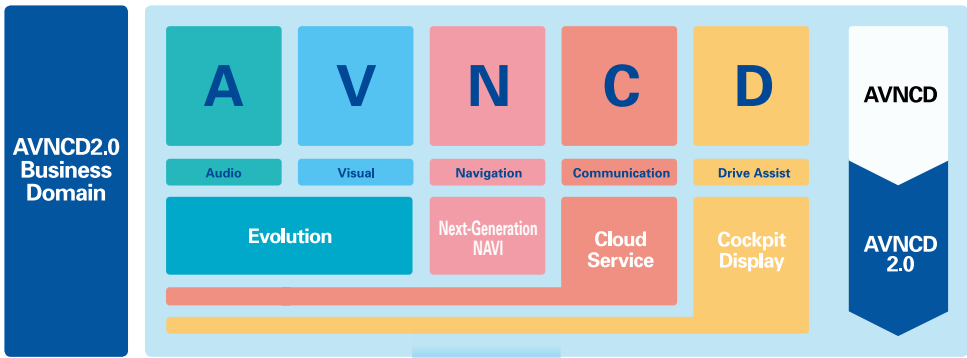 AVNCD2.0
Business
Domain
A V N C D
AVNCD
Audio Visual Navigation Communication Drive Assist
Evolution
Next-Generation
NAVI
Cloud
Service
Cockpit
Display
AVNCD
2.0